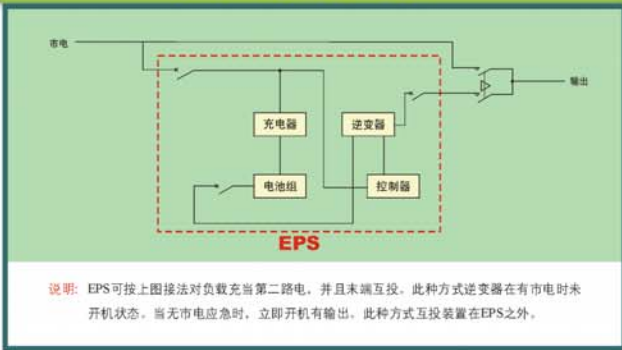 市电
输出
充电器
逆变器
电池组
控制器
EPS
说明: EPS可按上图接法对负载充当第二路电，并且末端互投。此种方式逆变器在有市电时未
开机状态。当无市电应急时，立即开机有输出。此种方式互投装置在EPS之外。